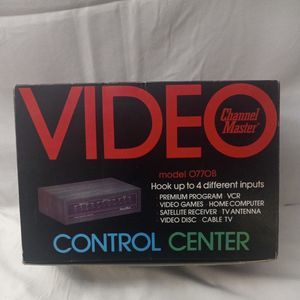 VIDEO
Channel
Master
model 0770B
Hook up to 4 different inputs
PREMIUM PROGRAM VCR
VIDEO GAMES HOME COMPUTER
SATELLITE RECEIVER TV ANTENNA
VIDEO DISC CABLE TV
CONTROL CENTER